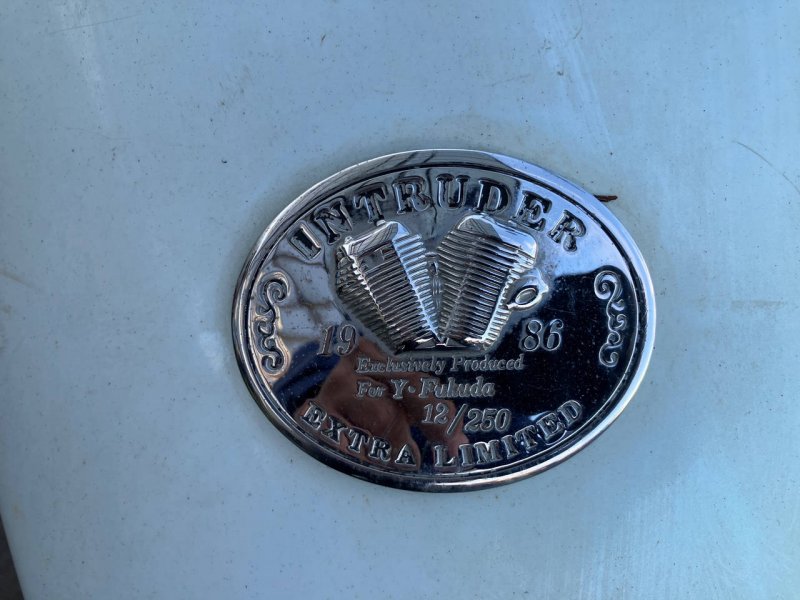 INTRUDER
19 86
Exclusively Produced
For Y. Fukuda
12/250
EXTRA LIMITED